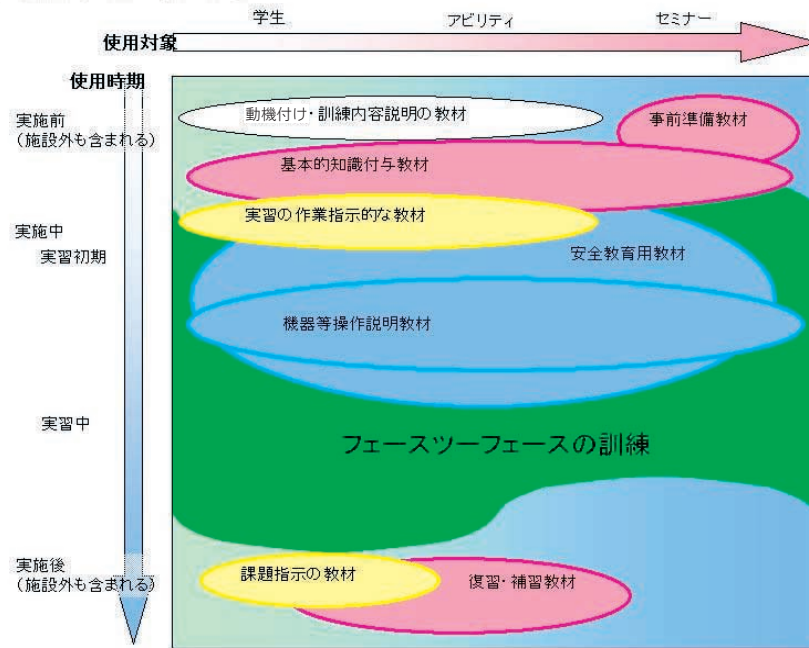 学生
アビリティ
セミナー
使用対象
使用時期
実施前
(施設外も含まれる)
動機付け・訓練内容説明の教材
事前準備教材
基本的知識付与教材
実習の作業指示的な教材
実施中
実習初期
安全教育用教材
機器等操作説明教材
実習中
フェースツーフェースの訓練
実施後
(施設外も含まれる)
課題指示の教材
復習・補習教材